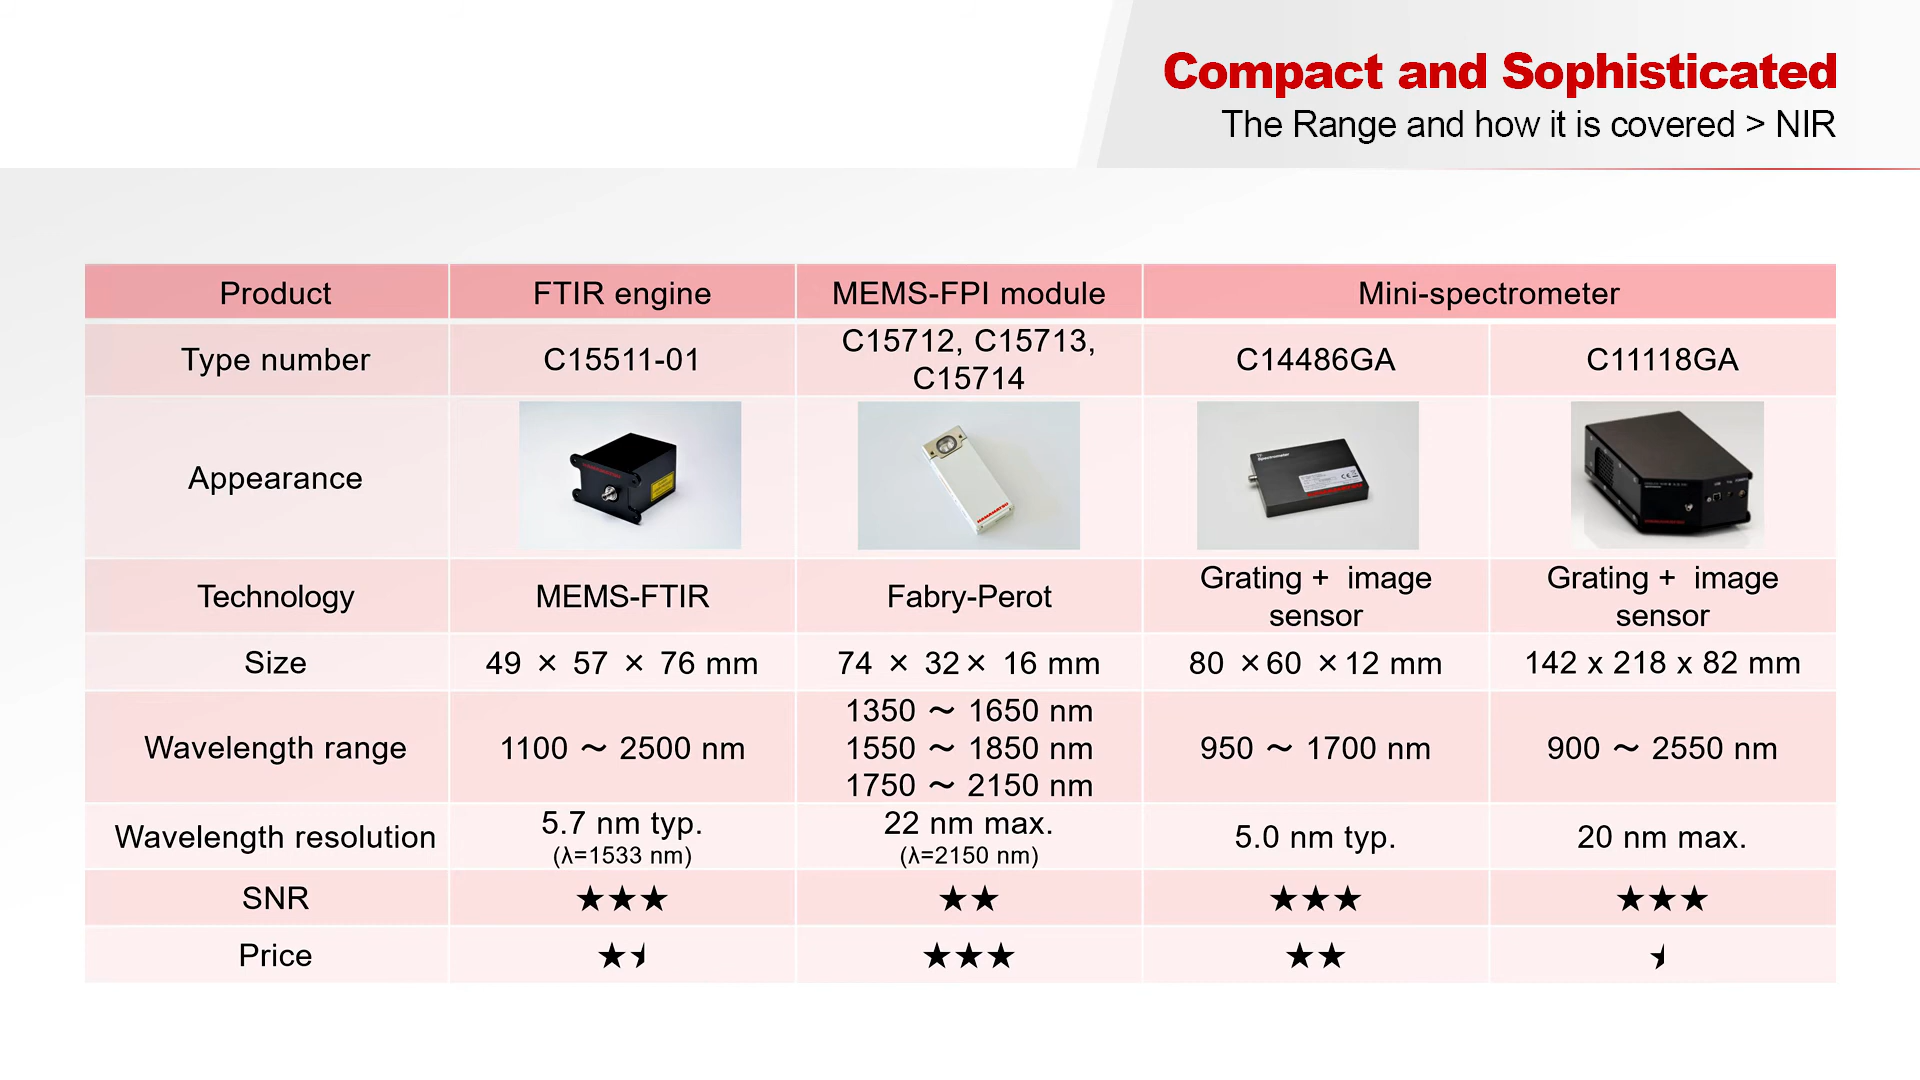 Compact and Sophisticated
The Range and how it is covered > NIR
Product FTIR engine MEMS-FPI module Mini-spectrometer
Type number C15511-01 C15712, C15713, C15714 C14486GA C11118GA
Appearance
Spectrometer
HAMAMATSU
Technology MEMS-FTIR Fabry-Perot Grating + image sensor Grating + image sensor
Size 49 × 57 × 76 mm 74 × 32× 16 mm 80 ×60 ×12 mm 142 x 218 x 82 mm
Wavelength range 1100 ～ 2500 nm 1350 ～ 1650 nm 1550 ～ 1850 nm 1750 ～ 2150 nm 950 ～ 1700 nm 900 ～ 2550 nm
Wavelength resolution 5.7 nm typ. (λ=1533 nm) 22 nm max. (λ=2150 nm) 5.0 nm typ. 20 nm max.
SNR ★★★ ★★ ★★★ ★★★
Price ★⯨ ★★★ ★★ ⯨